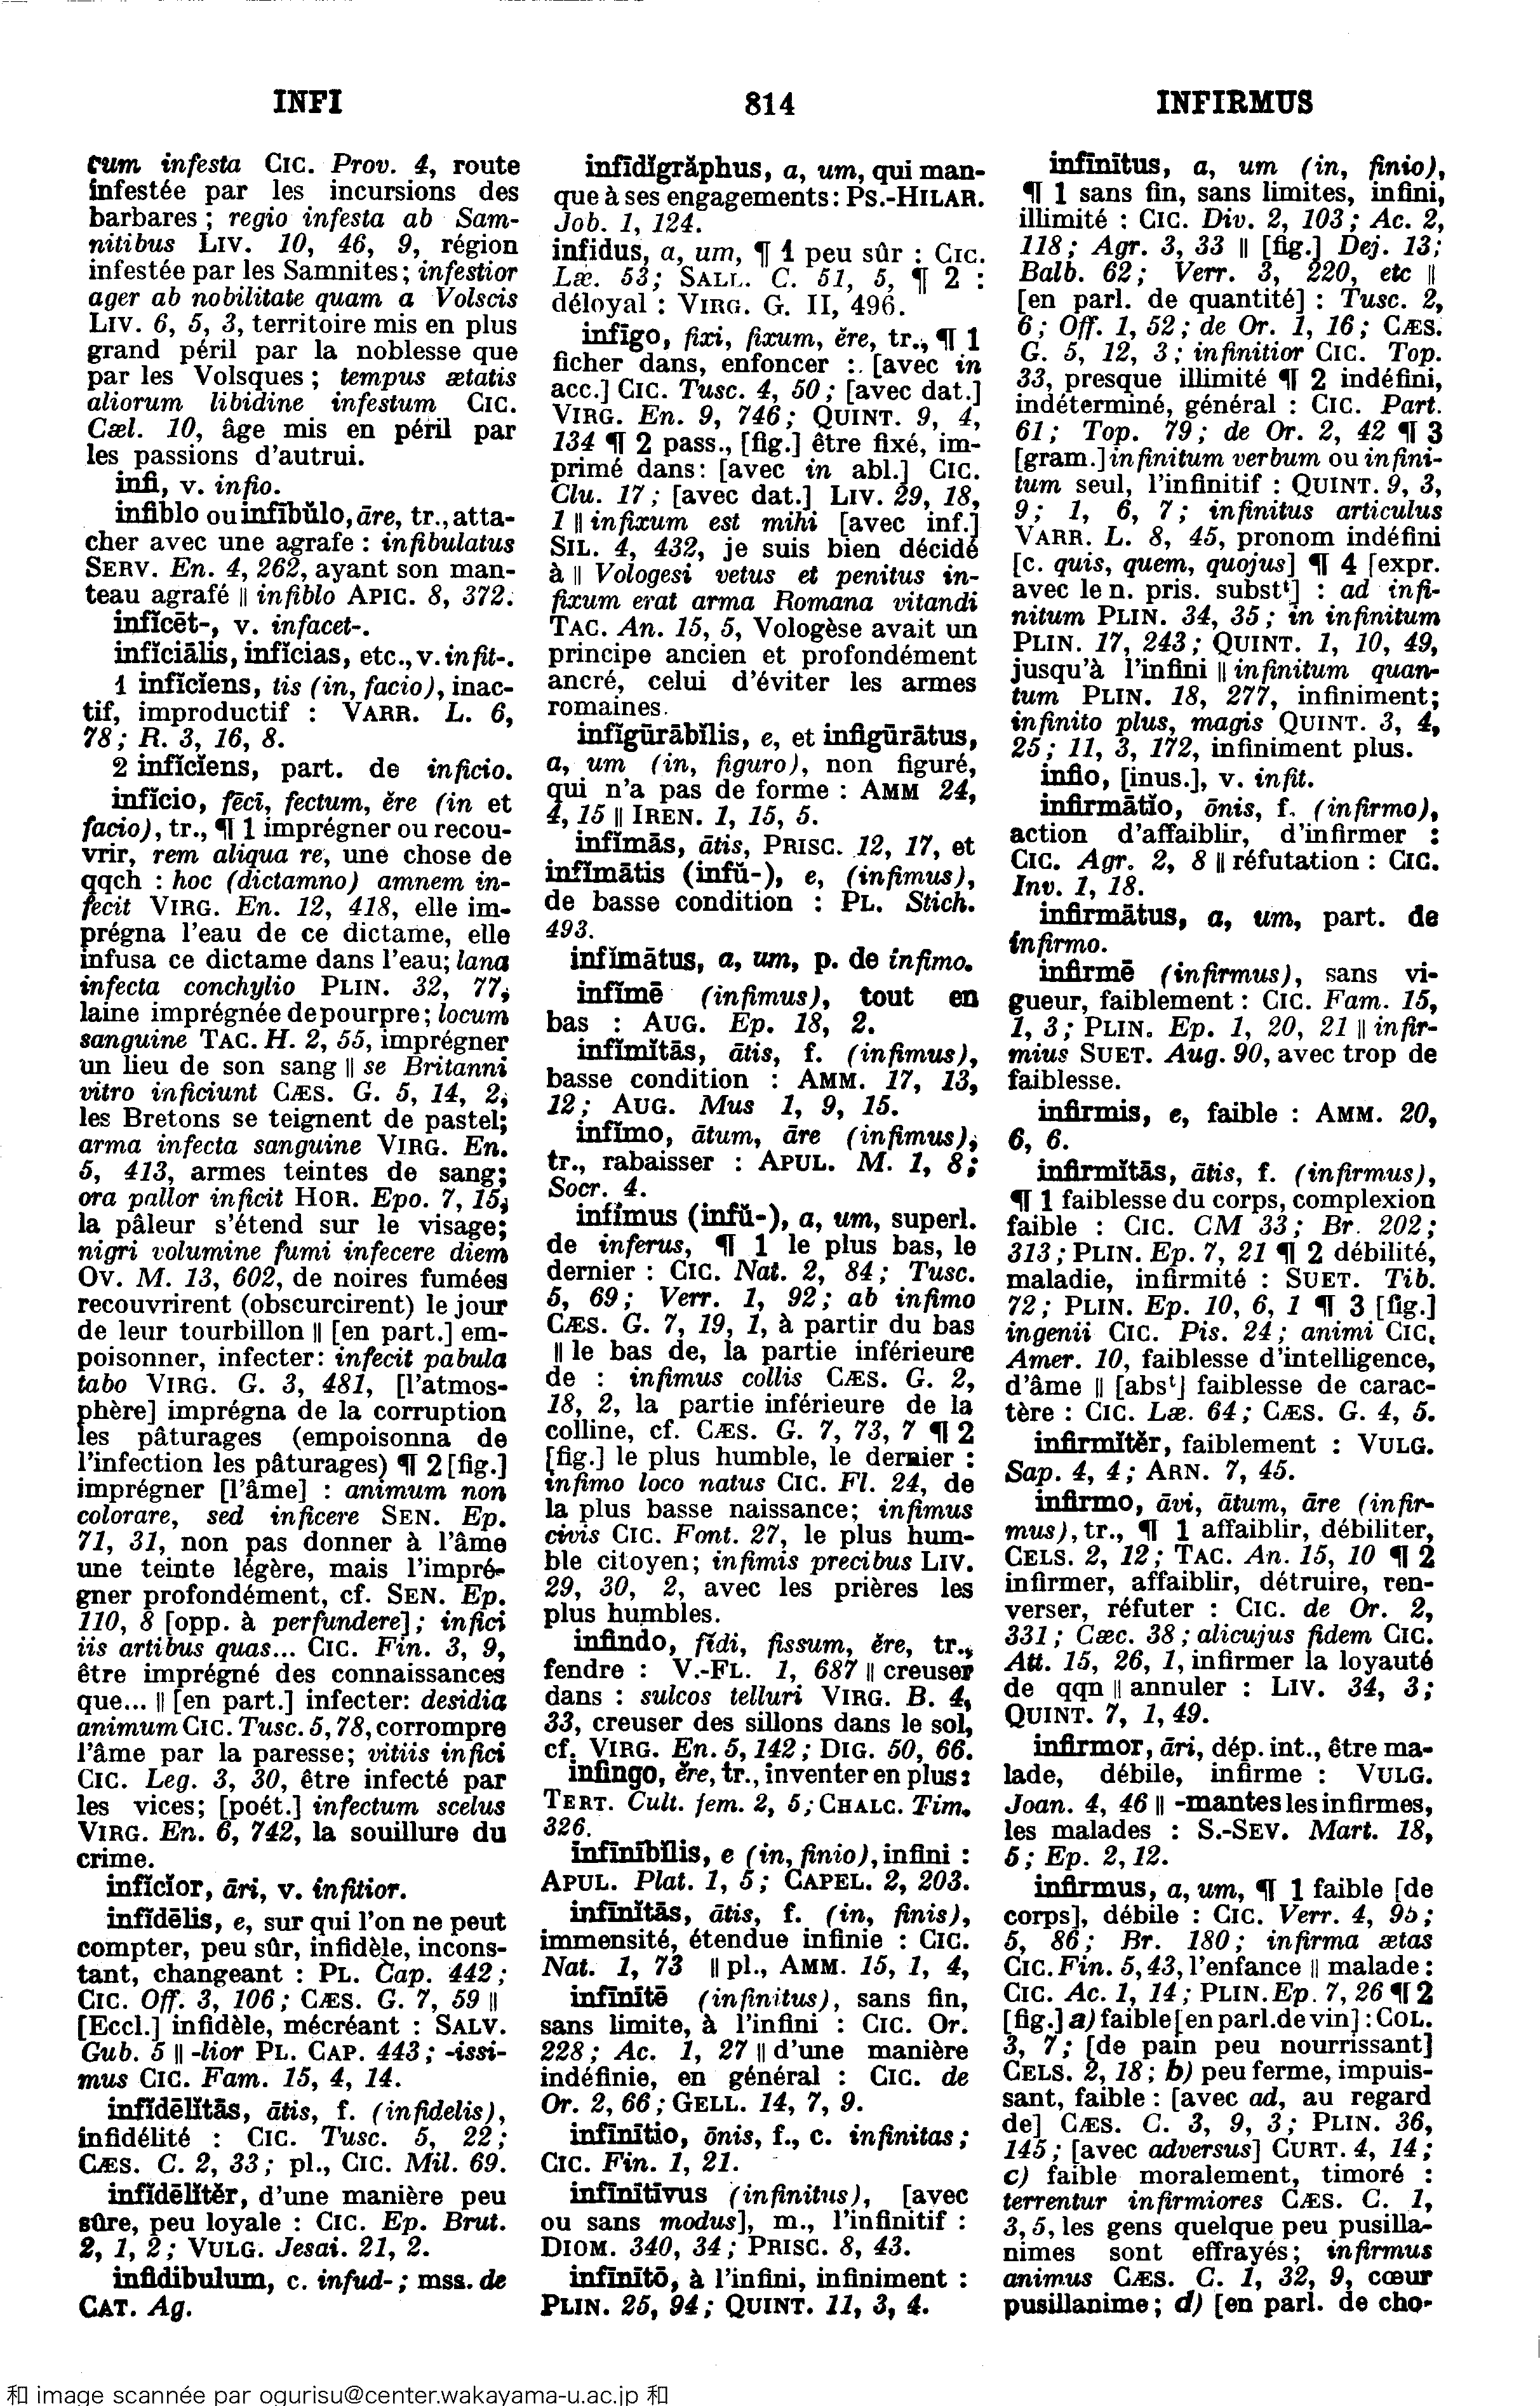 INFI
814
INFIRMUS
cum infesta CIC. Prov. 4, route
infestée par les incursions des
barbares ; regio infesta ab Sam-
nitibus LIV. 10, 46, 9, région
infestée par les Samnites ; infestior
ager ab nobilitate quam a Volscis
LIV. 6, 5, 3, territoire mis en plus
grand péril par la noblesse que
par les Volsques ; tempus ætatis
aliorum libidine infestum CIC.
Cæl. 10, âge mis en péril par
les passions d'autrui.
infi, v. infio.
infiblo ou infībŭlo, āre, tr., atta-
cher avec une agrafe : infibulatus
SERV. En. 4, 262, ayant son man-
teau agrafé || infiblo APIC. 8, 372.
infĭcēt-, v. infacet-.
infĭciālis, infĭcias, etc., v. infit-.
1 infĭcĭens, tis (in, facio), inac-
tif, improductif : VARR. L. 6,
78 ; R. 3, 16, 8.
2 infĭcĭens, part. de inficio.
infĭcio, fēcī, fectum, ĕre (in et
facio), tr., ¶ 1 imprégner ou recou-
vrir, rem aliqua re, une chose de
qqch : hoc (dictamno) amnem in-
fecit VIRG. En. 12, 418, elle im-
prégna l'eau de ce dictame, elle
infusa ce dictame dans l'eau; lana
infecta conchylio PLIN. 32, 77,
laine imprégnée de pourpre; locum
sanguine TAC. H. 2, 55, imprégner
un lieu de son sang || se Britanni
vitro inficiunt CÆS. G. 5, 14, 2,
les Bretons se teignent de pastel;
arma infecta sanguine VIRG. En.
5, 413, armes teintes de sang;
ora pallor inficit HOR. Epo. 7, 15,
la pâleur s'étend sur le visage;
nigri volumine fumi infecere diem
OV. M. 13, 602, de noires fumées
recouvrirent (obscurcirent) le jour
de leur tourbillon || [en part.] em-
poisonner, infecter: infecit pabula
tabo VIRG. G. 3, 481, [l'atmos-
phère] imprégna de la corruption
les pâturages (empoisonna de
l'infection les pâturages) ¶ 2 [fig.]
imprégner [l'âme] : animum non
colorare, sed inficere SEN. Ep.
71, 31, non pas donner à l'âme
une teinte légère, mais l'impré-
gner profondément, cf. SEN. Ep.
110, 8 [opp. à perfundere] ; infici
iis artibus quas... CIC. Fin. 3, 9,
être imprégné des connaissances
que... || [en part.] infecter: desidia
animum CIC. Tusc. 5, 78, corrompre
l'âme par la paresse; vitiis infici
CIC. Leg. 3, 30, être infecté par
les vices; [poét.] infectum scelus
VIRG. En. 6, 742, la souillure du
crime.
infĭcĭor, āri, v. infitior.
infĭdēlis, e, sur qui l'on ne peut
compter, peu sûr, infidèle, incons-
tant, changeant : PL. Cap. 442 ;
CIC. Off. 3, 106 ; CÆS. G. 7, 59 ||
[Eccl.] infidèle, mécréant : SALV.
Gub. 5 || -lior PL. CAP. 443 ; -issi-
mus CIC. Fam. 15, 4, 14.
infĭdēlĭtās, ātis, f. (infidelis),
infidélité : CIC. Tusc. 5, 22 ;
CÆS. C. 2, 33 ; pl., CIC. Mil. 69.
infĭdēlĭtĕr, d'une manière peu
sûre, peu loyale : CIC. Ep. Brut.
2, 1, 2 ; VULG. Jesai. 21, 2.
infidibulum, c. infud- ; mss. de
CAT. Ag.
infīdĭgrăphus, a, um, qui man-
que à ses engagements : PS.-HILAR.
Job. 1, 124.
infidus, a, um, ¶ 1 peu sûr : CIC.
Læ. 53; SALL. C. 51, 5, ¶ 2 :
déloyal : VIRG. G. II, 496.
infīgo, fixi, fixum, ĕre, tr., ¶ 1
ficher dans, enfoncer : [avec in
acc.] CIC. Tusc. 4, 50 ; [avec dat.]
VIRG. En. 9, 746 ; QUINT. 9, 4,
134 ¶ 2 pass., [fig.] être fixé, im-
primé dans: [avec in abl.] CIC.
Clu. 17 ; [avec dat.] LIV. 29, 18,
1 || infixum est mihi [avec inf.]
SIL. 4, 432, je suis bien décidé
à || Vologesi vetus et penitus in-
fixum erat arma Romana vitandi
TAC. An. 15, 5, Vologèse avait un
principe ancien et profondément
ancré, celui d'éviter les armes
romaines.
infĭgūrābĭlis, e, et infigūrātus,
a, um (in, figuro), non figuré,
qui n'a pas de forme : AMM 24,
4, 15 || IREN. 1, 15, 5.
infĭmās, ātis, PRISC. 12, 17, et
infĭmātis (infŭ-), e, (infimus),
de basse condition : PL. Stich.
493.
infĭmātus, a, um, p. de infimo.
infĭmē (infimus), tout en
bas : AUG. Ep. 18, 2.
infĭmĭtās, ātis, f. (infimus),
basse condition : AMM. 17, 13,
12 ; AUG. Mus 1, 9, 15.
infĭmo, ātum, āre (infimus),
tr., rabaisser : APUL. M. 1, 8 ;
Socr. 4.
infĭmus (infŭ-), a, um, superl.
de inferus, ¶ 1 le plus bas, le
dernier : CIC. Nat. 2, 84 ; Tusc.
5, 69 ; Verr. 1, 92 ; ab infimo
CÆS. G. 7, 19, 1, à partir du bas
|| le bas de, la partie inférieure
de : infimus collis CÆS. G. 2,
18, 2, la partie inférieure de la
colline, cf. CÆS. G. 7, 73, 7 ¶ 2
[fig.] le plus humble, le dernier :
infimo loco natus CIC. Fl. 24, de
la plus basse naissance; infimus
civis CIC. Font. 27, le plus hum-
ble citoyen; infimis precibus LIV.
29, 30, 2, avec les prières les
plus humbles.
infindo, fĭdi, fissum, ĕre, tr.,
fendre : V.-FL. 1, 687 || creuser
dans : sulcos telluri VIRG. B. 4,
33, creuser des sillons dans le sol,
cf. VIRG. En. 5, 142 ; DIG. 50, 66.
infingo, ĕre, tr., inventer en plus :
TERT. Cult. fem. 2, 5 ; CHALC. Tim.
326.
infīnĭbĭlis, e (in, finio), infini :
APUL. Plat. 1, 5 ; CAPEL. 2, 203.
infīnĭtās, ātis, f. (in, finis),
immensité, étendue infinie : CIC.
Nat. 1, 73 || pl., AMM. 15, 1, 4,
infīnītē (infinitus), sans fin,
sans limite, à l'infini : CIC. Or.
228 ; Ac. 1, 27 || d'une manière
indéfinie, en général : CIC. de
Or. 2, 66 ; GELL. 14, 7, 9.
infīnītio, ōnis, f., c. infinitas ;
CIC. Fin. 1, 21.
infīnītīvus (infinitus), [avec
ou sans modus], m., l'infinitif :
DIOM. 340, 34 ; PRISC. 8, 43.
infīnītō, à l'infini, infiniment :
PLIN. 25, 94 ; QUINT. 11, 3, 4.
infīnītus, a, um (in, finio),
¶ 1 sans fin, sans limites, infini,
illimité : CIC. Div. 2, 103 ; Ac. 2,
118 ; Agr. 3, 33 || [fig.] Dej. 13;
Balb. 62 ; Verr. 3, 220, etc ||
[en parl. de quantité] : Tusc. 2,
6 ; Off. 1, 52 ; de Or. 1, 16 ; CÆS.
G. 5, 12, 3 ; infinitior CIC. Top.
33, presque illimité ¶ 2 indéfini,
indéterminé, général : CIC. Part.
61 ; Top. 79 ; de Or. 2, 42 ¶ 3
[gram.] infinitum verbum ou infini-
tum seul, l'infinitif : QUINT. 9, 3,
9 ; 1, 6, 7 ; infinitus articulus
VARR. L. 8, 45, pronom indéfini
[c. quis, quem, quojus] ¶ 4 [expr.
avec le n. pris. substᵗ] : ad infi-
nitum PLIN. 34, 35 ; in infinitum
PLIN. 17, 243 ; QUINT. 1, 10, 49,
jusqu'à l'infini || infinitum quan-
tum PLIN. 18, 277, infiniment;
infinito plus, magis QUINT. 3, 4,
25 ; 11, 3, 172, infiniment plus.
infio, [inus.], v. infit.
infirmātĭo, ōnis, f. (infirmo),
action d'affaiblir, d'infirmer :
CIC. Agr. 2, 8 || réfutation : CIC.
Inv. 1, 18.
infirmātus, a, um, part. de
infirmo.
infirmē (infirmus), sans vi-
gueur, faiblement : CIC. Fam. 15,
1, 3 ; PLIN. Ep. 1, 20, 21 || infir-
mius SUET. Aug. 90, avec trop de
faiblesse.
infirmis, e, faible : AMM. 20,
6, 6.
infirmĭtās, ātis, f. (infirmus),
¶ 1 faiblesse du corps, complexion
faible : CIC. CM 33 ; Br. 202 ;
313 ; PLIN. Ep. 7, 21 ¶ 2 débilité,
maladie, infirmité : SUET. Tib.
72 ; PLIN. Ep. 10, 6, 1 ¶ 3 [fig.]
ingenii CIC. Pis. 24 ; animi CIC.
Amer. 10, faiblesse d'intelligence,
d'âme || [absᵗ] faiblesse de carac-
tère : CIC. Læ. 64 ; CÆS. G. 4, 5.
infirmĭtĕr, faiblement : VULG.
Sap. 4, 4 ; ARN. 7, 45.
infirmo, āvi, ātum, āre (infir-
mus), tr., ¶ 1 affaiblir, débiliter,
CELS. 2, 12 ; TAC. An. 15, 10 ¶ 2
infirmer, affaiblir, détruire, ren-
verser, réfuter : CIC. de Or. 2,
331 ; Cæc. 38 ; alicujus fidem CIC.
Att. 15, 26, 1, infirmer la loyauté
de qqn || annuler : LIV. 34, 3 ;
QUINT. 7, 1, 49.
infirmor, āri, dép. int., être ma-
lade, débile, infirme : VULG.
Joan. 4, 46 || -mantes les infirmes,
les malades : S.-SEV. Mart. 18,
5 ; Ep. 2, 12.
infirmus, a, um, ¶ 1 faible [de
corps], débile : CIC. Verr. 4, 95 ;
5, 86 ; Br. 180 ; infirma ætas
CIC. Fin. 5, 43, l'enfance || malade :
CIC. Ac. 1, 14 ; PLIN. Ep. 7, 26 ¶ 2
[fig.] a) faible [en parl. de vin] : COL.
3, 7 ; [de pain peu nourrissant]
CELS. 2, 18 ; b) peu ferme, impuis-
sant, faible : [avec ad, au regard
de] CÆS. C. 3, 9, 3 ; PLIN. 36,
145 ; [avec adversus] CURT. 4, 14 ;
c) faible moralement, timoré :
terrentur infirmiores CÆS. C. 1,
3, 5, les gens quelque peu pusilla-
nimes sont effrayés ; infirmus
animus CÆS. C. 1, 32, 9, cœur
pusillanime ; d) [en parl. de cho-
和 image scannée par ogurisu@center.wakayama-u.ac.jp 和